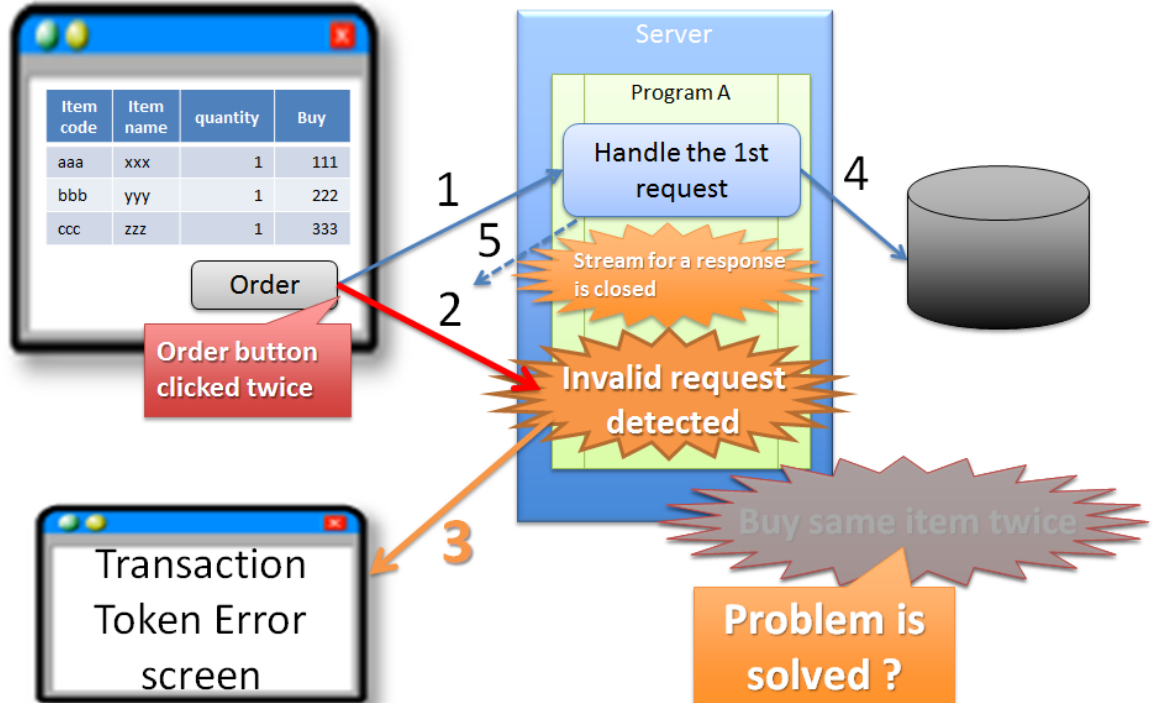 Server
Program A
Item code
Item name
quantity
Buy
aaa xxx 1 111
bbb yyy 1 222
ccc zzz 1 333
Order
Order button
clicked twice
1
2
3
4
5
Handle the 1st
request
Stream for a response
is closed
Invalid request
detected
Transaction
Token Error
screen
Buy same item twice
Problem is
solved ?